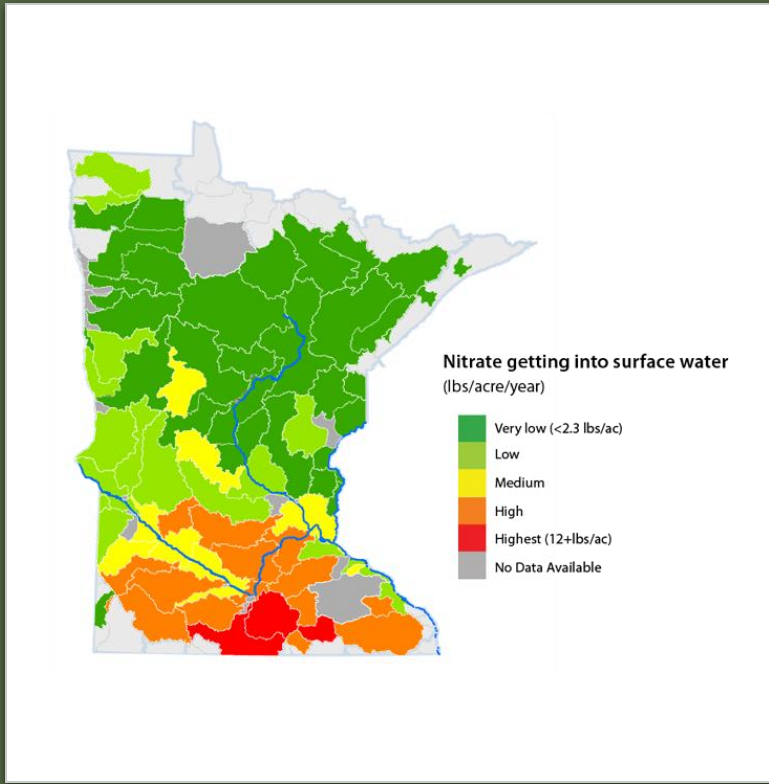 Nitrate getting into surface water
(lbs/acre/year)
Very low (<2.3 lbs/ac)
Low
Medium
High
Highest (12+lbs/ac)
No Data Available